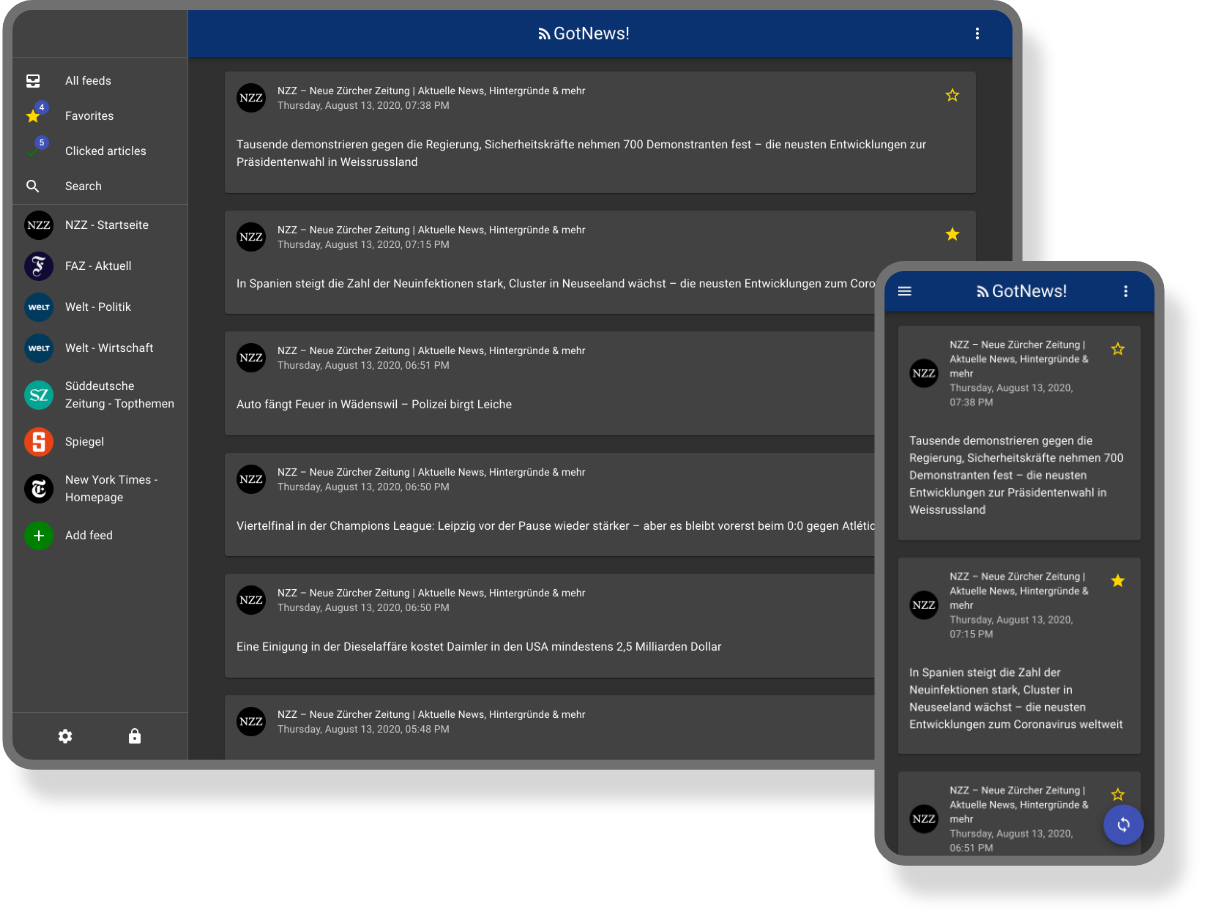 GotNews!
All feeds
4
Favorites
5
Clicked articles
Search
NZZ
NZZ - Startseite
FAZ - Aktuell
WELT
Welt - Politik
WELT
Welt - Wirtschaft
SZ
Süddeutsche
Zeitung - Topthemen
S
Spiegel
New York Times -
Homepage
Add feed
NZZ
NZZ – Neue Zürcher Zeitung | Aktuelle News, Hintergründe & mehr
Thursday, August 13, 2020, 07:38 PM
Tausende demonstrieren gegen die Regierung, Sicherheitskräfte nehmen 700 Demonstranten fest – die neusten Entwicklungen zur
Präsidentenwahl in Weissrussland
NZZ
NZZ – Neue Zürcher Zeitung | Aktuelle News, Hintergründe & mehr
Thursday, August 13, 2020, 07:15 PM
In Spanien steigt die Zahl der Neuinfektionen stark, Cluster in Neuseeland wächst – die neusten Entwicklungen zum Coro
NZZ
NZZ – Neue Zürcher Zeitung | Aktuelle News, Hintergründe & mehr
Thursday, August 13, 2020, 06:51 PM
Auto fängt Feuer in Wädenswil – Polizei birgt Leiche
NZZ
NZZ – Neue Zürcher Zeitung | Aktuelle News, Hintergründe & mehr
Thursday, August 13, 2020, 06:50 PM
Viertelfinal in der Champions League: Leipzig vor der Pause wieder stärker – aber es bleibt vorerst beim 0:0 gegen Atlétic
NZZ
NZZ – Neue Zürcher Zeitung | Aktuelle News, Hintergründe & mehr
Thursday, August 13, 2020, 06:50 PM
Eine Einigung in der Dieselaffäre kostet Daimler in den USA mindestens 2,5 Milliarden Dollar
NZZ
NZZ – Neue Zürcher Zeitung | Aktuelle News, Hintergründe & mehr
Thursday, August 13, 2020, 05:48 PM
GotNews!
NZZ
NZZ – Neue Zürcher Zeitung |
Aktuelle News, Hintergründe &
mehr
Thursday, August 13, 2020,
07:38 PM
Tausende demonstrieren gegen die
Regierung, Sicherheitskräfte nehmen 700
Demonstranten fest – die neusten
Entwicklungen zur Präsidentenwahl in
Weissrussland
NZZ
NZZ – Neue Zürcher Zeitung |
Aktuelle News, Hintergründe &
mehr
Thursday, August 13, 2020,
07:15 PM
In Spanien steigt die Zahl der
Neuinfektionen stark, Cluster in
Neuseeland wächst – die neusten
Entwicklungen zum Coronavirus weltweit
NZZ
NZZ – Neue Zürcher Zeitung |
Aktuelle News, Hintergründe &
mehr
Thursday, August 13, 2020,
06:51 PM